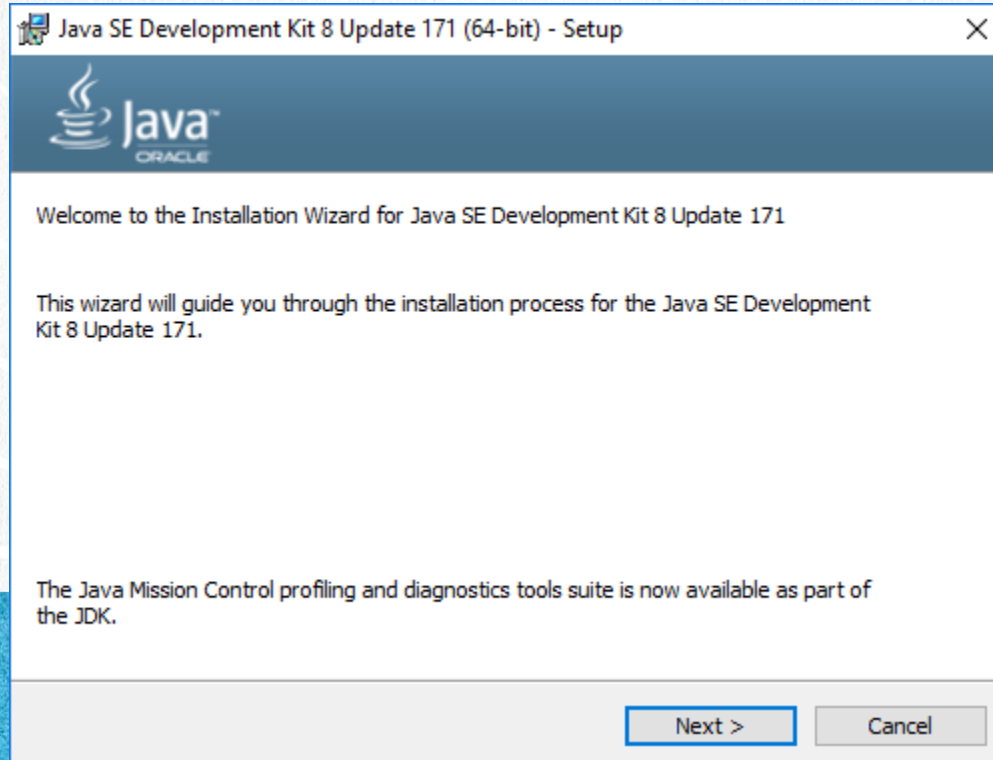 Java SE Development Kit 8 Update 171 (64-bit) - Setup
Java™
ORACLE
Welcome to the Installation Wizard for Java SE Development Kit 8 Update 171
This wizard will guide you through the installation process for the Java SE Development
Kit 8 Update 171.
The Java Mission Control profiling and diagnostics tools suite is now available as part of
the JDK.
Next >
Cancel